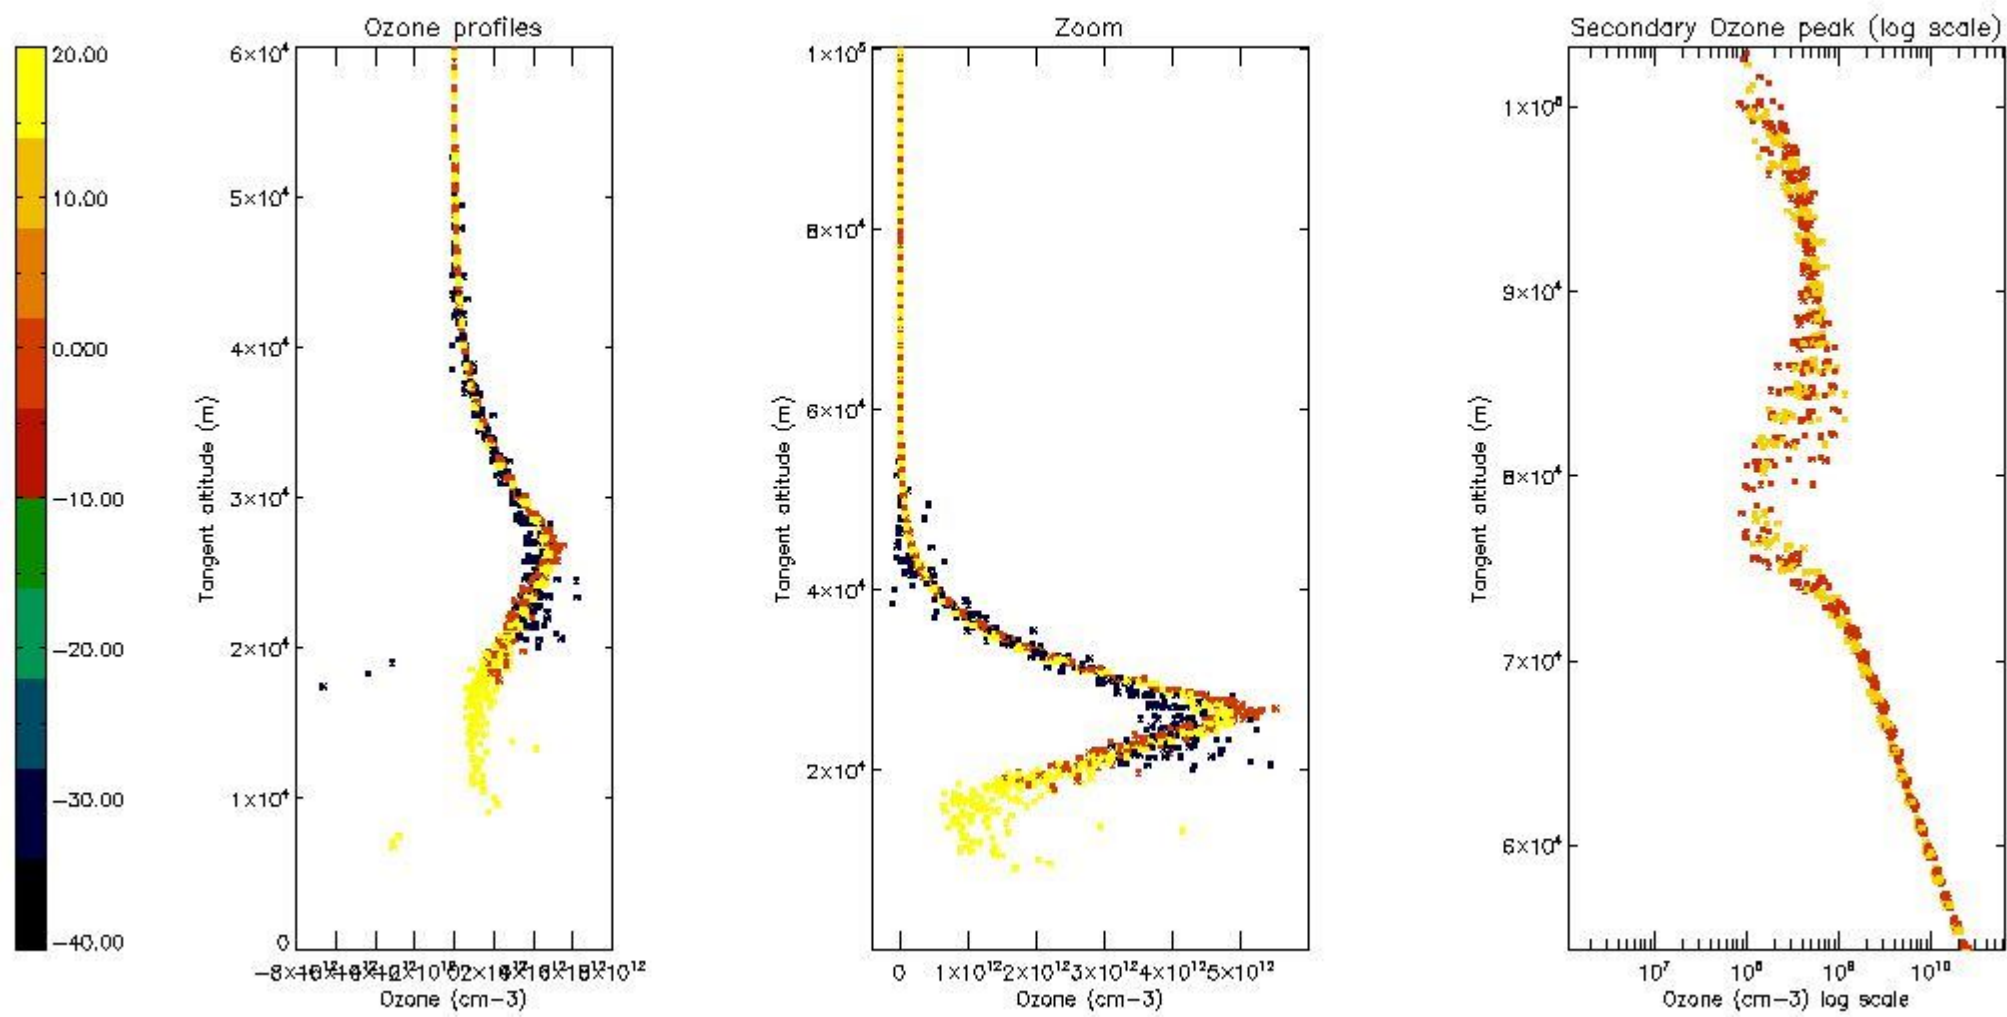 Ozone profiles
Zoom
Secondary Ozone peak (log scale)
20.00
10.00
0.000
−10.00
−20.00
−30.00
−40.00
6×10⁴
5×10⁴
4×10⁴
3×10⁴
2×10⁴
1×10⁴
0
Tangent altitude (m)
Ozone (cm−3)
1×10⁵
8×10⁴
6×10⁴
4×10⁴
2×10⁴
Tangent altitude (m)
0 1×10¹² 2×10¹² 3×10¹² 4×10¹² 5×10¹²
Ozone (cm−3)
9×10⁴
8×10⁴
7×10⁴
6×10⁴
Tangent altitude (m)
10⁷ 10⁸ 10⁹ 10¹⁰
Ozone (cm−3) log scale